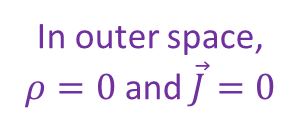 In outer space,
𝜌 = 0 and 𝐽⃗ = 0